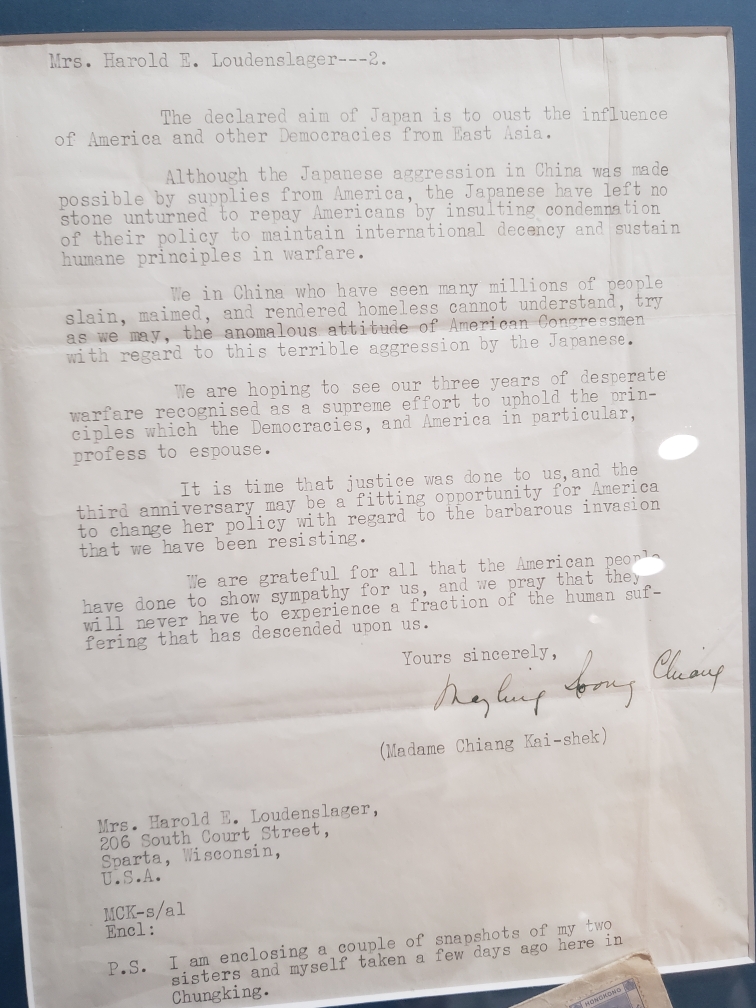 Mrs. Harold E. Loudenslager---2.
The declared aim of Japan is to oust the influence
of America and other Democracies from East Asia.
Although the Japanese aggression in China was made
possible by supplies from America, the Japanese have left no
stone unturned to repay Americans by insulting condemnation
of their policy to maintain international decency and sustain
humane principles in warfare.
We in China who have seen many millions of people
slain, maimed, and rendered homeless cannot understand, try
as we may, the anomalous attitude of American Congressmen
with regard to this terrible aggression by the Japanese.
We are hoping to see our three years of desperate
warfare recognised as a supreme effort to uphold the prin-
ciples which the Democracies, and America in particular,
profess to espouse.
It is time that justice was done to us,and the
third anniversary may be a fitting opportunity for America
to change her policy with regard to the barbarous invasion
that we have been resisting.
We are grateful for all that the American people
have done to show sympathy for us, and we pray that they
will never have to experience a fraction of the human suf-
fering that has descended upon us.
Yours sincerely,
Mayling Soong Chiang
(Madame Chiang Kai-shek)
Mrs. Harold E. Loudenslager,
206 South Court Street,
Sparta, Wisconsin,
U.S.A.
MCK-s/al
Encl:
P.S. I am enclosing a couple of snapshots of my two
sisters and myself taken a few days ago here in
Chungking.
HONGKONG